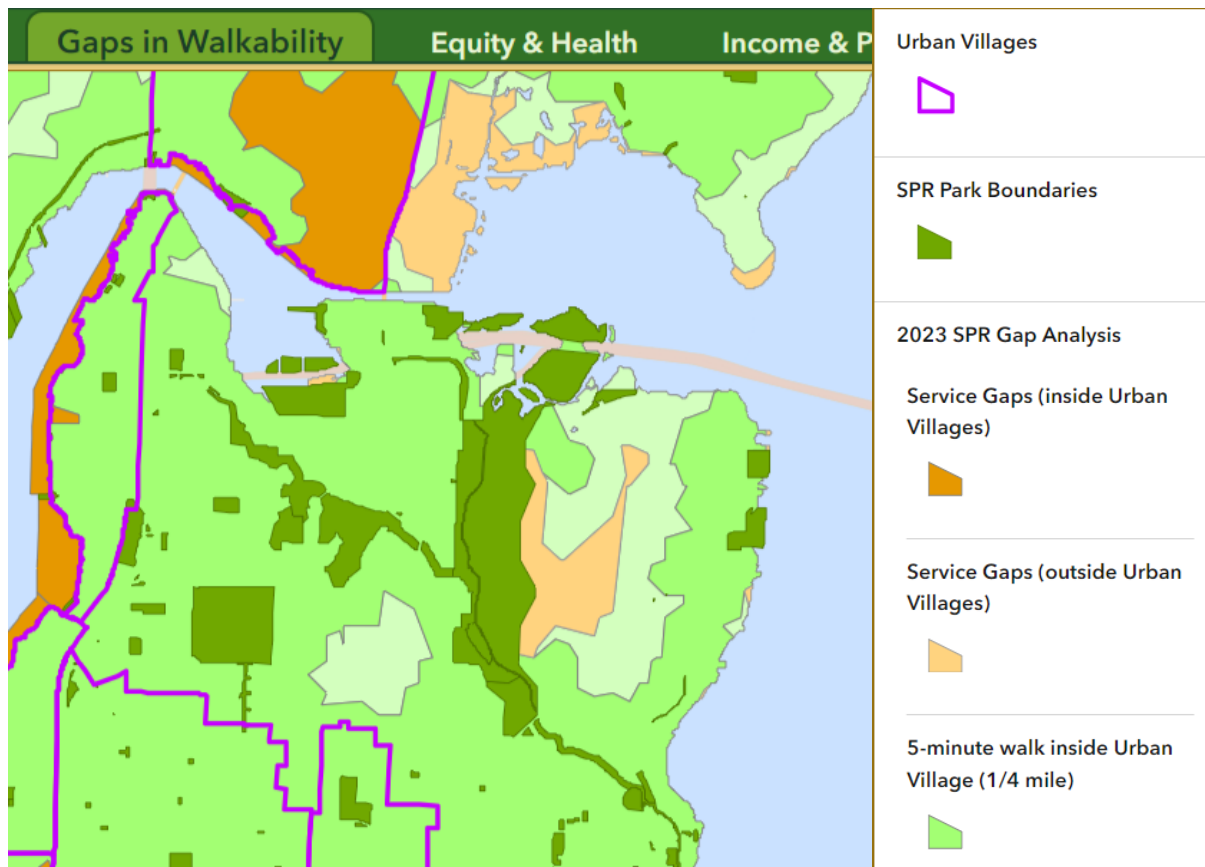 Gaps in Walkability
Equity & Health
Income & P
Urban Villages
SPR Park Boundaries
2023 SPR Gap Analysis
Service Gaps (inside Urban
Villages)
Service Gaps (outside Urban
Villages)
5-minute walk inside Urban
Village (1/4 mile)